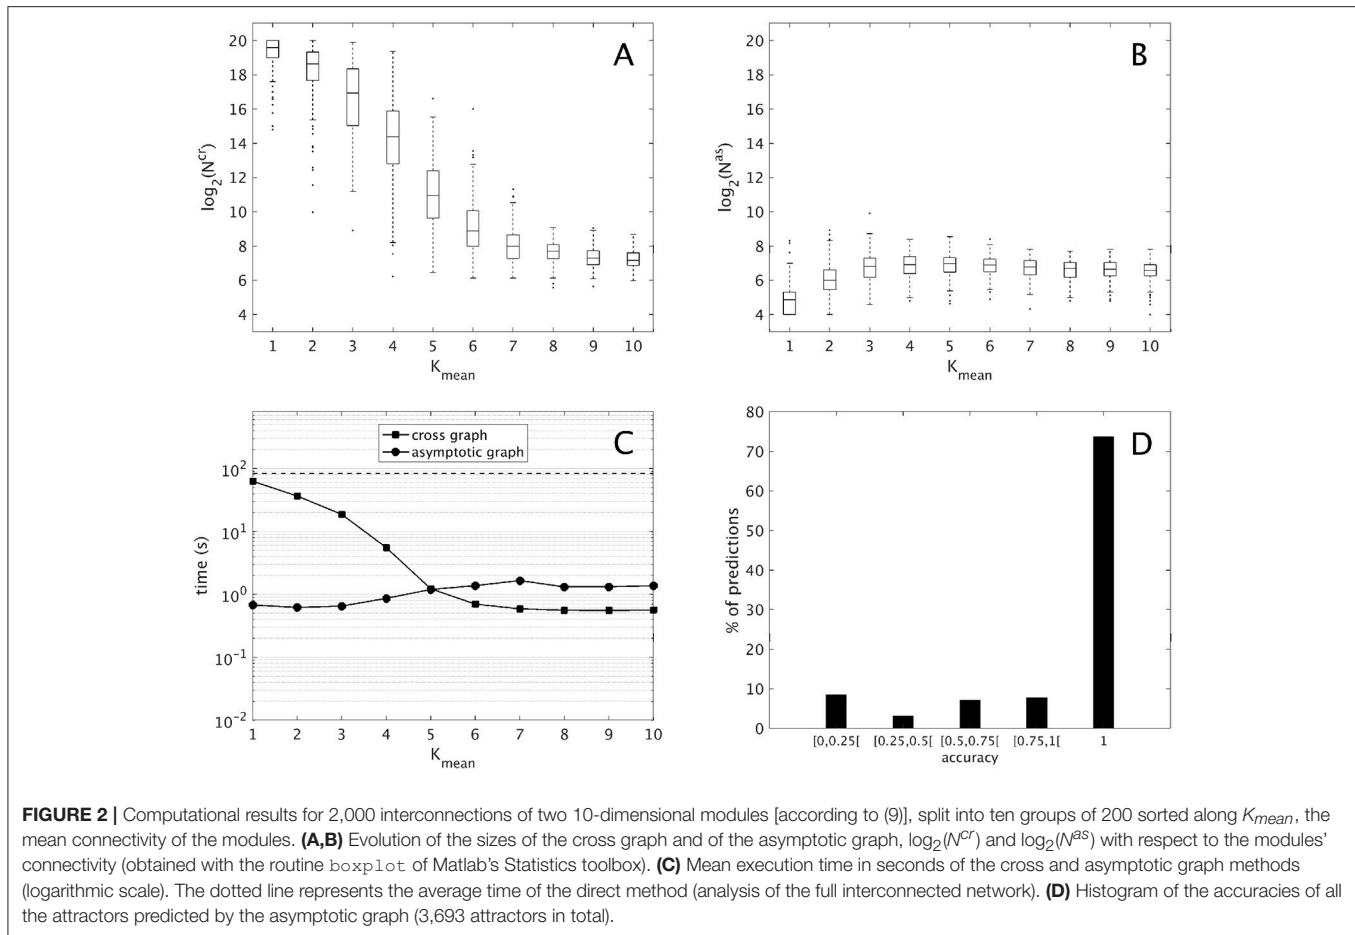 A
20
18
16
14
12
10
8
6
4
log2(N^cr)
1 2 3 4 5 6 7 8 9 10
K_mean
B
20
18
16
14
12
10
8
6
4
log2(N^as)
1 2 3 4 5 6 7 8 9 10
K_mean
C
cross graph
asymptotic graph
10^2
10^1
10^0
10^-1
10^-2
time (s)
1 2 3 4 5 6 7 8 9 10
K_mean
D
80
70
60
50
40
30
20
10
0
% of predictions
[0,0.25[ [0.25,0.5[ [0.5,0.75[ [0.75,1[ 1
accuracy
FIGURE 2 | Computational results for 2,000 interconnections of two 10-dimensional modules [according to (9)], split into ten groups of 200 sorted along K_mean, the
mean connectivity of the modules. (A,B) Evolution of the sizes of the cross graph and of the asymptotic graph, log2(N^cr) and log2(N^as) with respect to the modules'
connectivity (obtained with the routine boxplot of Matlab's Statistics toolbox). (C) Mean execution time in seconds of the cross and asymptotic graph methods
(logarithmic scale). The dotted line represents the average time of the direct method (analysis of the full interconnected network). (D) Histogram of the accuracies of all
the attractors predicted by the asymptotic graph (3,693 attractors in total).